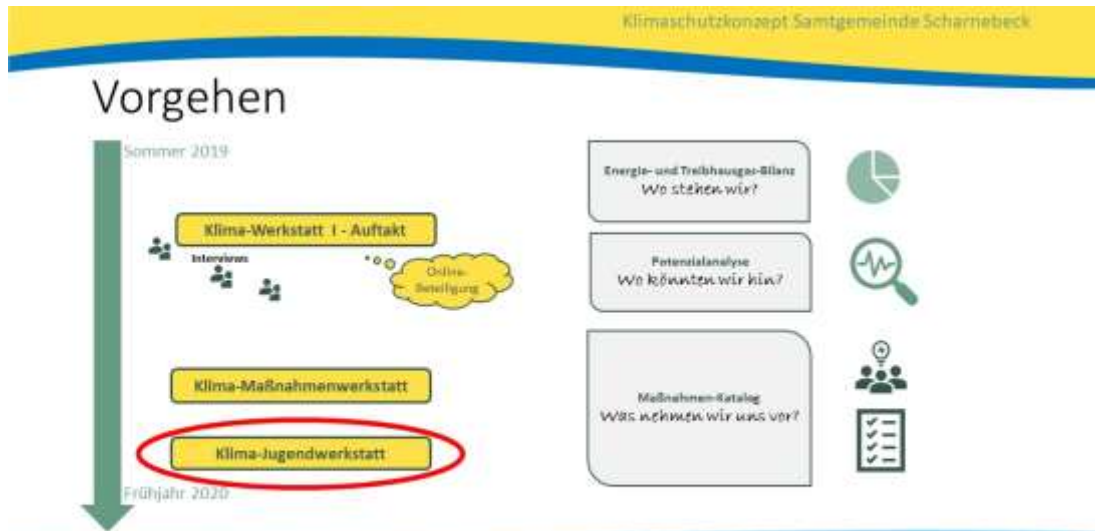 Klimaschutzkonzept Samtgemeinde Scharnebeck
Vorgehen
Sommer 2019
Klima-Werkstatt I - Auftakt
Interviews
Online-
Beteiligung
Klima-Maßnahmenwerkstatt
Klima-Jugendwerkstatt
Frühjahr 2020
Energie- und Treibhausgas-Bilanz
Wo stehen wir?
Potenzialanalyse
Wo könnten wir hin?
Maßnahmen-Katalog
Was nehmen wir uns vor?